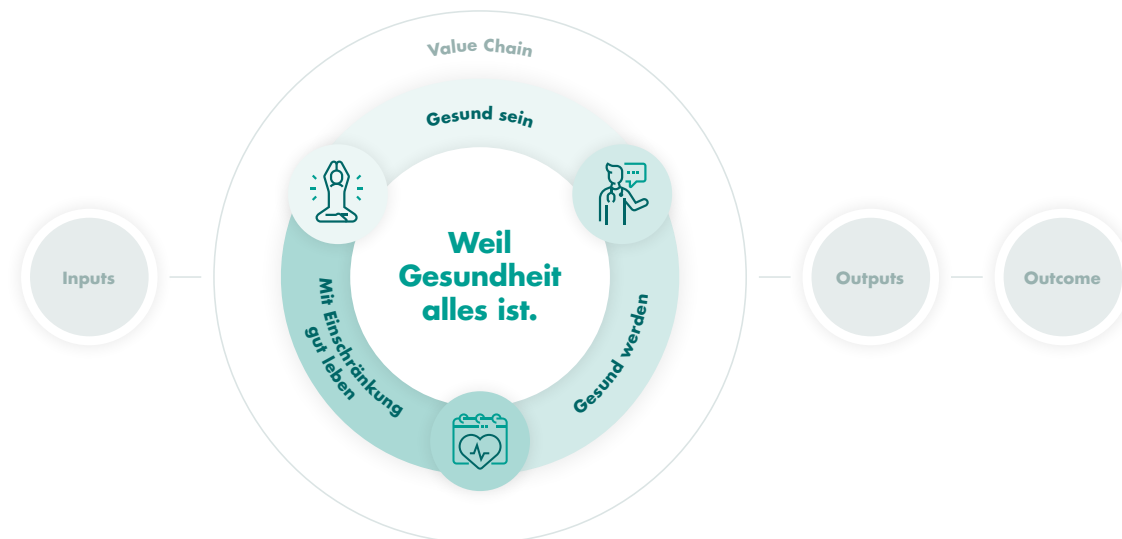 Value Chain
Gesund sein
Inputs
Weil
Gesundheit
alles ist.
Mit Einschränkung
gut leben
Gesund werden
Outputs
Outcome